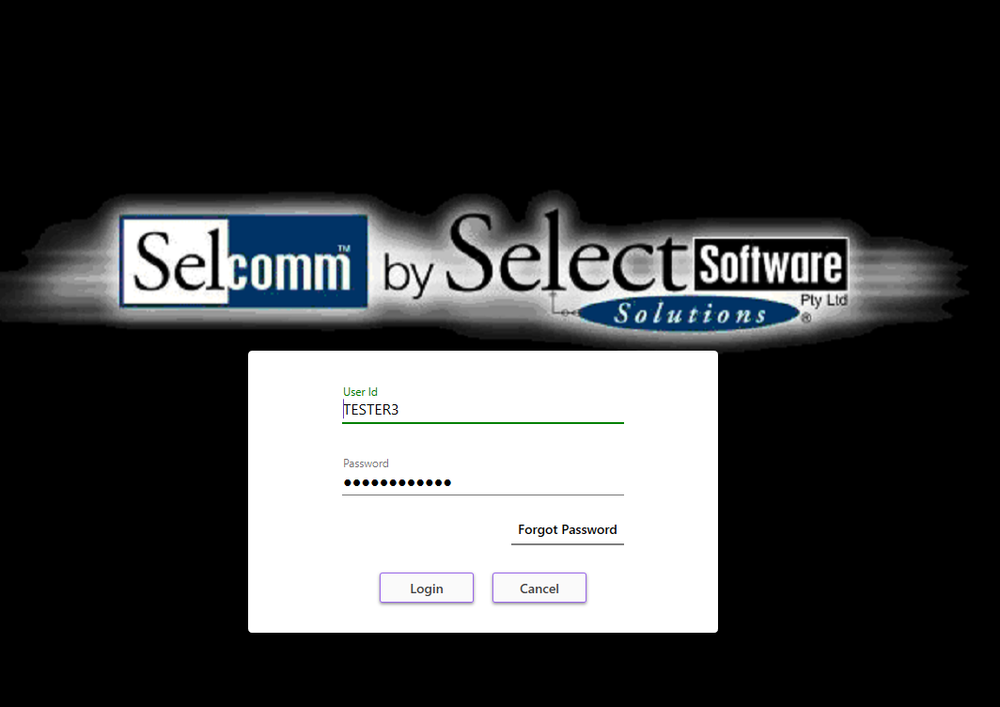 Selcomm™ by Select Software
Solutions Pty Ltd
®
User Id
TESTER3
Password
●●●●●●●●●●●●
Forgot Password
Login Cancel